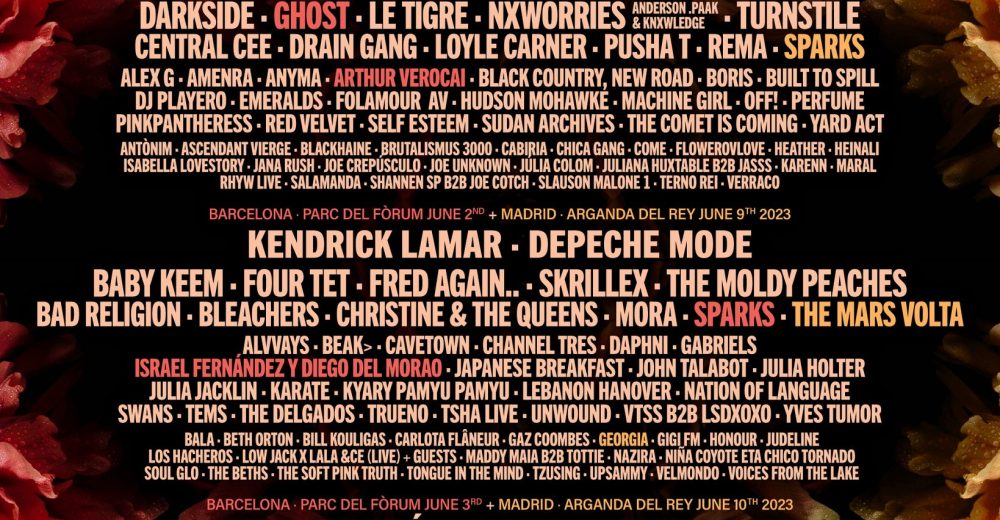 DARKSIDE · GHOST · LE TIGRE · NXWORRIES ANDERSON .PAAK & KNXWLEDGE · TURNSTILE
CENTRAL CEE · DRAIN GANG · LOYLE CARNER · PUSHA T · REMA · SPARKS
ALEX G · AMENRA · ANYMA · ARTHUR VEROCAI · BLACK COUNTRY, NEW ROAD · BORIS · BUILT TO SPILL
DJ PLAYERO · EMERALDS · FOLAMOUR AV · HUDSON MOHAWKE · MACHINE GIRL · OFF! · PERFUME
PINKPANTHERESS · RED VELVET · SELF ESTEEM · SUDAN ARCHIVES · THE COMET IS COMING · YARD ACT
ANTÒNIM · ASCENDANT VIERGE · BLACKHAINE · BRUTALISMUS 3000 · CABIRIA · CHICA GANG · COME · FLOWEROVLOVE · HEATHER · HEINALI
ISABELLA LOVESTORY · JANA RUSH · JOE CREPÚSCULO · JOE UNKNOWN · JÚLIA COLOM · JULIANA HUXTABLE B2B JASSS · KARENN · MARAL
RHYW LIVE · SALAMANDA · SHANNEN SP B2B JOE COTCH · SLAUSON MALONE 1 · TERNO REI · VERRACO
BARCELONA · PARC DEL FÒRUM JUNE 2ND + MADRID · ARGANDA DEL REY JUNE 9TH 2023
KENDRICK LAMAR · DEPECHE MODE
BABY KEEM · FOUR TET · FRED AGAIN.. · SKRILLEX · THE MOLDY PEACHES
BAD RELIGION · BLEACHERS · CHRISTINE & THE QUEENS · MORA · SPARKS · THE MARS VOLTA
ALVVAYS · BEAK> · CAVETOWN · CHANNEL TRES · DAPHNI · GABRIELS
ISRAEL FERNÁNDEZ Y DIEGO DEL MORAO · JAPANESE BREAKFAST · JOHN TALABOT · JULIA HOLTER
JULIA JACKLIN · KARATE · KYARY PAMYU PAMYU · LEBANON HANOVER · NATION OF LANGUAGE
SWANS · TEMS · THE DELGADOS · TRUENO · TSHA LIVE · UNWOUND · VTSS B2B LSDXOXO · YVES TUMOR
BALA · BETH ORTON · BILL KOULIGAS · CARLOTA FLÂNEUR · GAZ COOMBES · GEORGIA · GIGI FM · HONOUR · JUDELINE
LOS HACHEROS · LOW JACK X LALA &CE (LIVE) + GUESTS · MADDY MAIA B2B TOTTIE · NAZIRA · NIÑA COYOTE ETA CHICO TORNADO
SOUL GLO · THE BETHS · THE SOFT PINK TRUTH · TONGUE IN THE MIND · TZUSING · UPSAMMY · VELMONDO · VOICES FROM THE LAKE
BARCELONA · PARC DEL FÒRUM JUNE 3RD + MADRID · ARGANDA DEL REY JUNE 10TH 2023